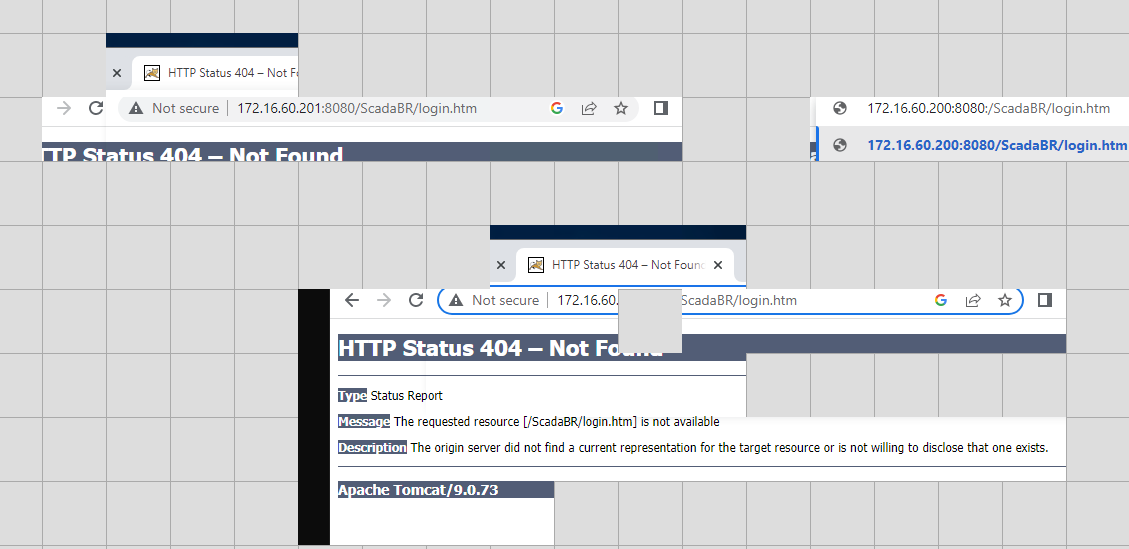 HTTP Status 404 – Not Fo
Not secure 172.16.60.201:8080/ScadaBR/login.htm
172.16.60.200:8080:/ScadaBR/login.htm
TP Status 404 – Not Found
172.16.60.200:8080/ScadaBR/login.htm
HTTP Status 404 – Not Found
Not secure 172.16.60. ScadaBR/login.htm
HTTP Status 404 – Not Found
Type Status Report
Message The requested resource [/ScadaBR/login.htm] is not available
Description The origin server did not find a current representation for the target resource or is not willing to disclose that one exists.
Apache Tomcat/9.0.73